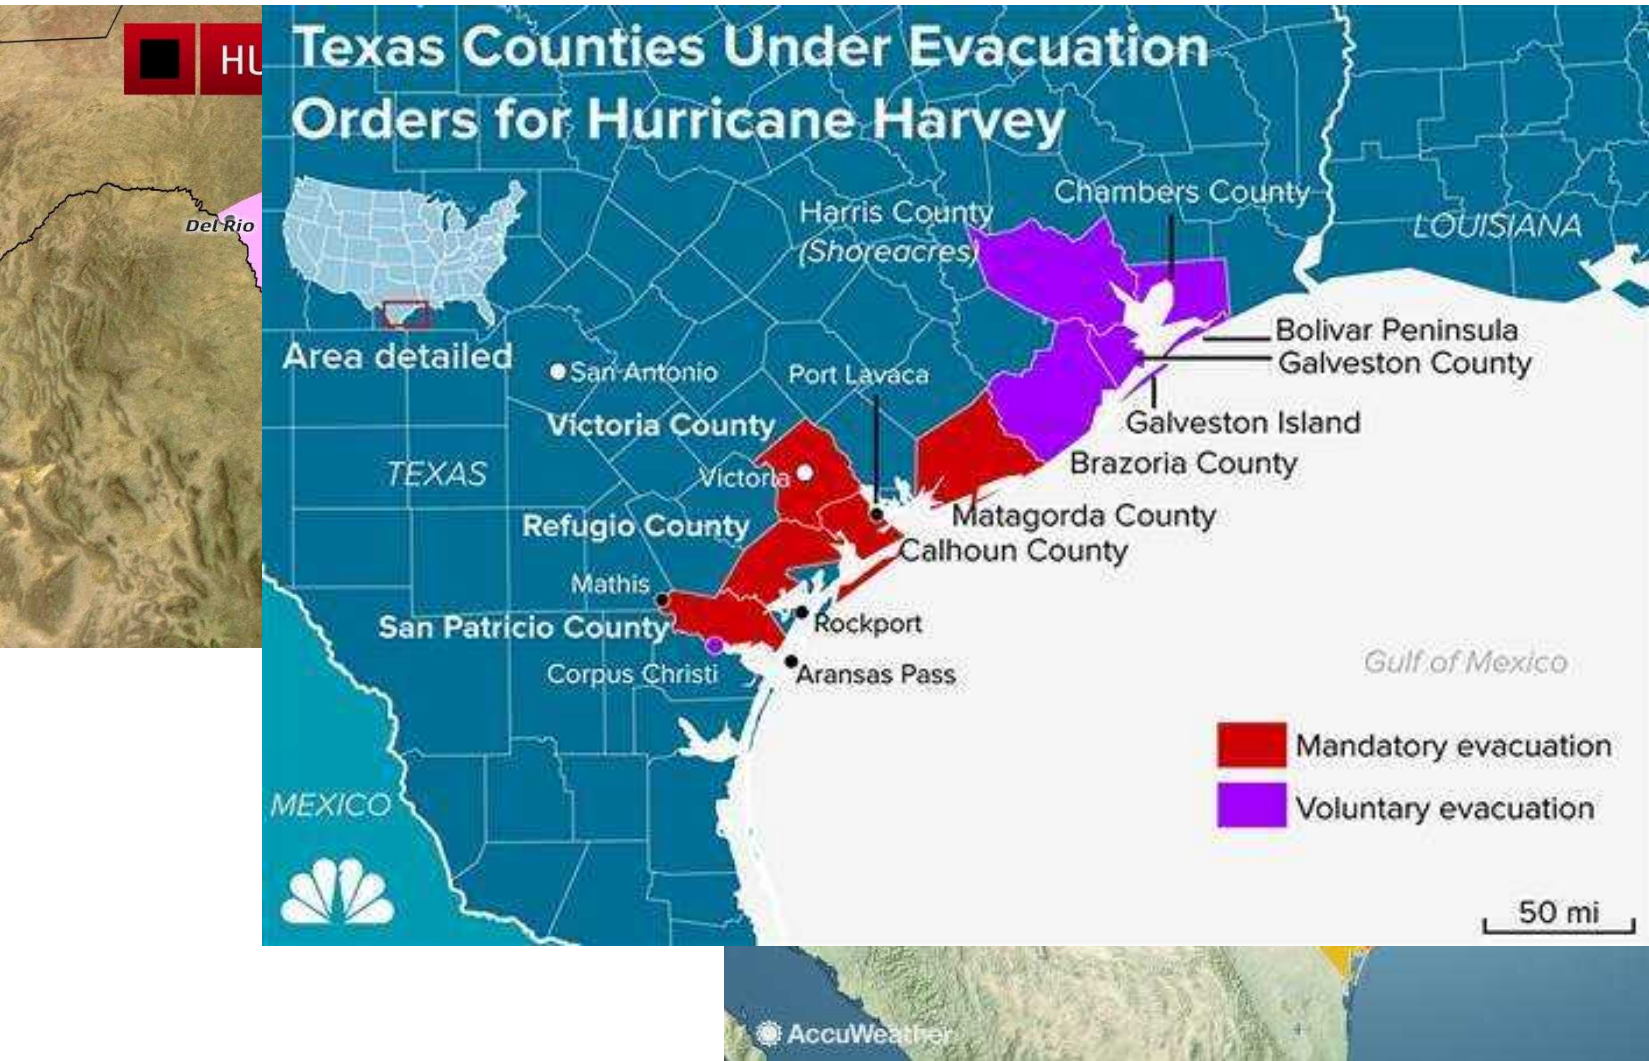 HU
Del Rio
Texas Counties Under Evacuation
Orders for Hurricane Harvey
Area detailed
Harris County
(Shoreacres)
Chambers County
LOUISIANA
Bolivar Peninsula
Galveston County
Galveston Island
Brazoria County
San Antonio
Port Lavaca
Victoria County
TEXAS
Victoria
Refugio County
Matagorda County
Calhoun County
Mathis
San Patricio County
Rockport
Corpus Christi
Aransas Pass
Gulf of Mexico
Mandatory evacuation
Voluntary evacuation
MEXICO
50 mi
AccuWeather